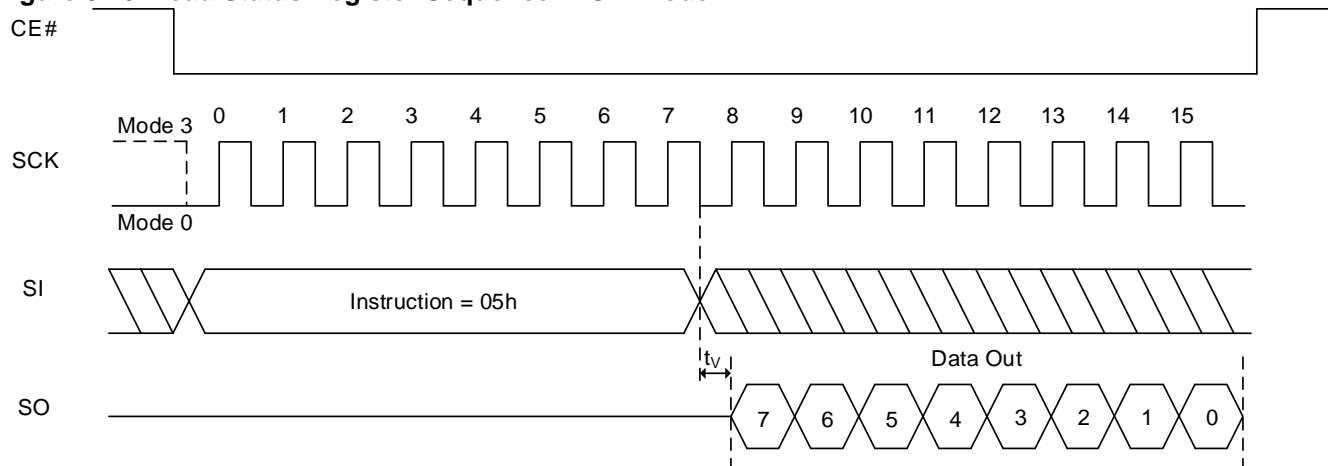 CE#
0 1 2 3 4 5 6 7 8 9 10 11 12 13 14 15
Mode 3
SCK
Mode 0
SI
Instruction = 05h
tV
Data Out
SO
7 6 5 4 3 2 1 0